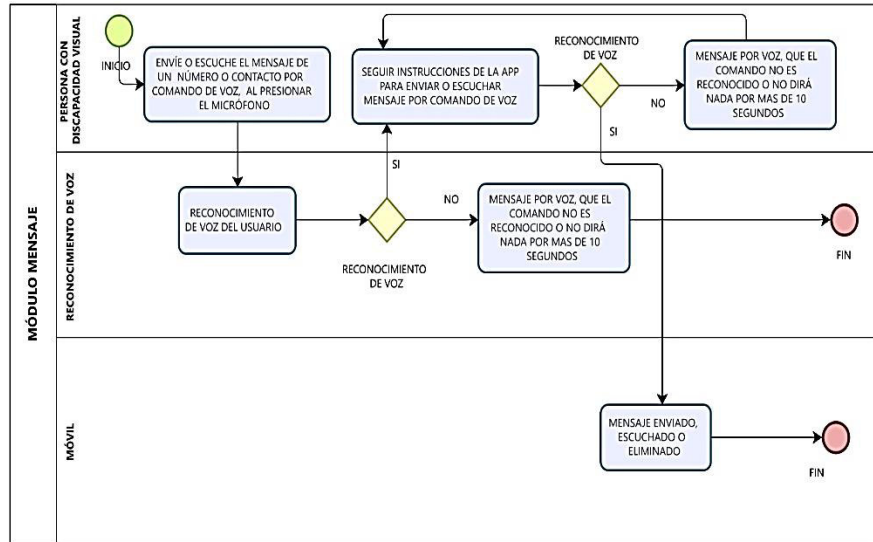 MÓDULO MENSAJE
PERSONA CON
DISCAPACIDAD VISUAL
INICIO
ENVÍE O ESCUCHE EL MENSAJE DE
UN NÚMERO O CONTACTO POR
COMANDO DE VOZ, AL PRESIONAR
EL MICRÓFONO
SEGUIR INSTRUCCIONES DE LA APP
PARA ENVIAR O ESCUCHAR
MENSAJE POR COMANDO DE VOZ
RECONOCIMIENTO
DE VOZ
NO
SI
MENSAJE POR VOZ, QUE EL
COMANDO NO ES
RECONOCIDO O NO DIRÁ
NADA POR MAS DE 10
SEGUNDOS
RECONOCIMIENTO DE VOZ
RECONOCIMIENTO
DE VOZ DEL USUARIO
SI
RECONOCIMIENTO
DE VOZ
NO
MENSAJE POR VOZ, QUE EL
COMANDO NO ES
RECONOCIDO O NO DIRÁ
NADA POR MAS DE 10
SEGUNDOS
FIN
MÓVIL
MENSAJE ENVIADO,
ESCUCHADO O
ELIMINADO
FIN